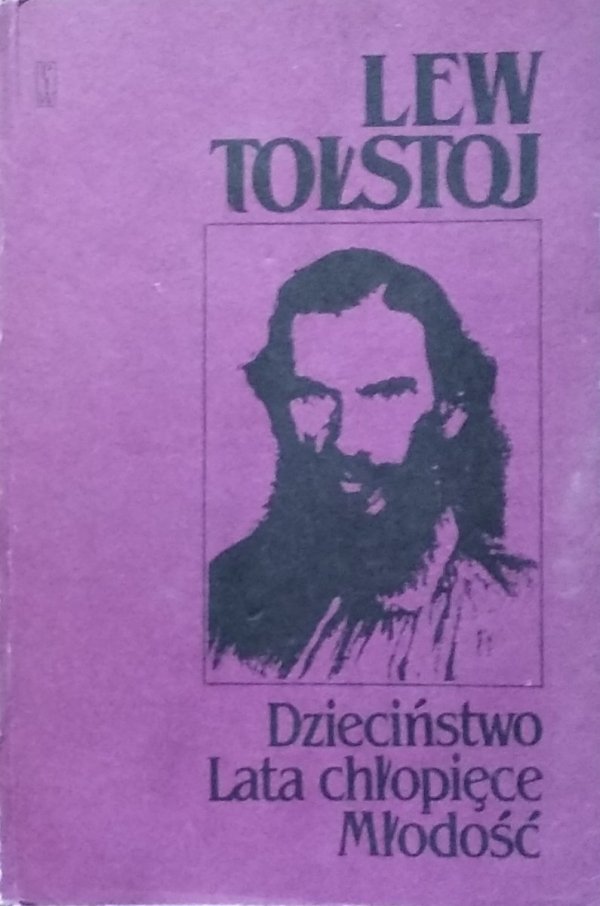 LEW
TOŁSTOJ
Dzieciństwo
Lata chłopięce
Młodość